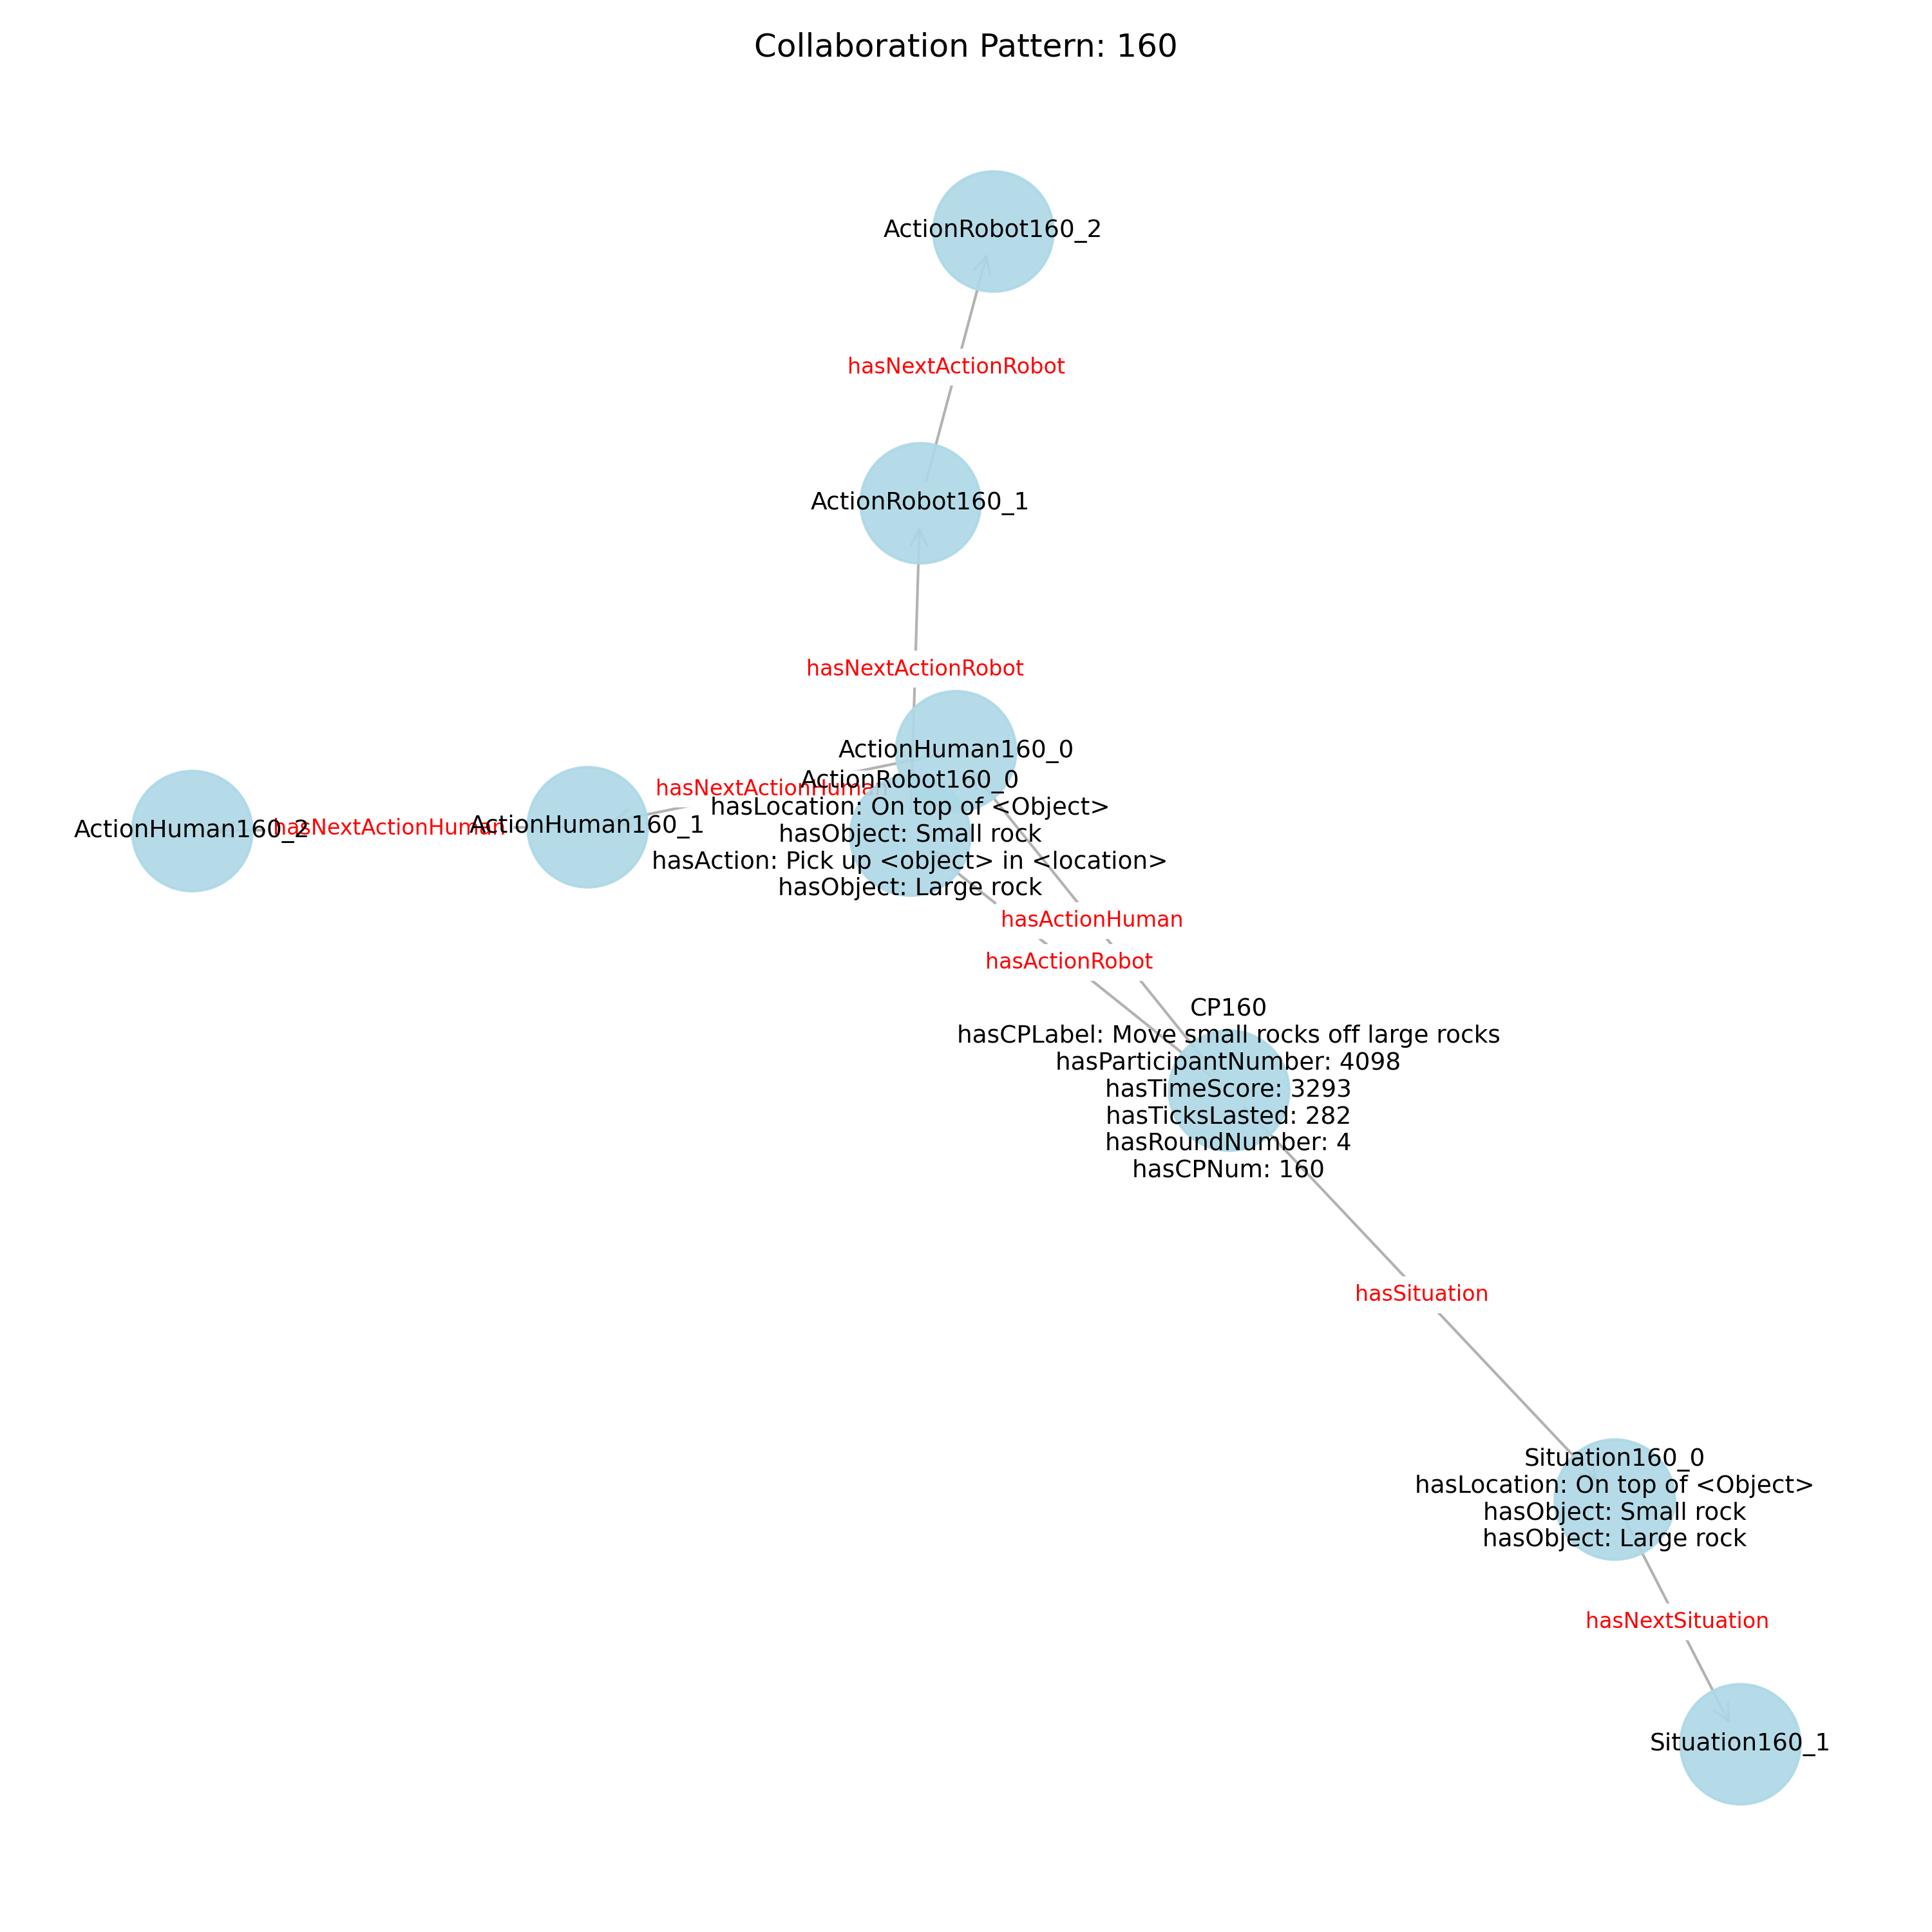 Collaboration Pattern: 160
ActionRobot160_2
hasNextActionRobot
ActionRobot160_1
hasNextActionRobot
ActionHuman160_0
hasNextActionHuman
ActionRobot160_0
hasLocation: On top of <Object>
hasObject: Small rock
hasAction: Pick up <object> in <location>
hasObject: Large rock
ActionHuman160_2
hasNextActionHuman
ActionHuman160_1
hasActionHuman
hasActionRobot
CP160
hasCPLabel: Move small rocks off large rocks
hasParticipantNumber: 4098
hasTimeScore: 3293
hasTicksLasted: 282
hasRoundNumber: 4
hasCPNum: 160
hasSituation
Situation160_0
hasLocation: On top of <Object>
hasObject: Small rock
hasObject: Large rock
hasNextSituation
Situation160_1